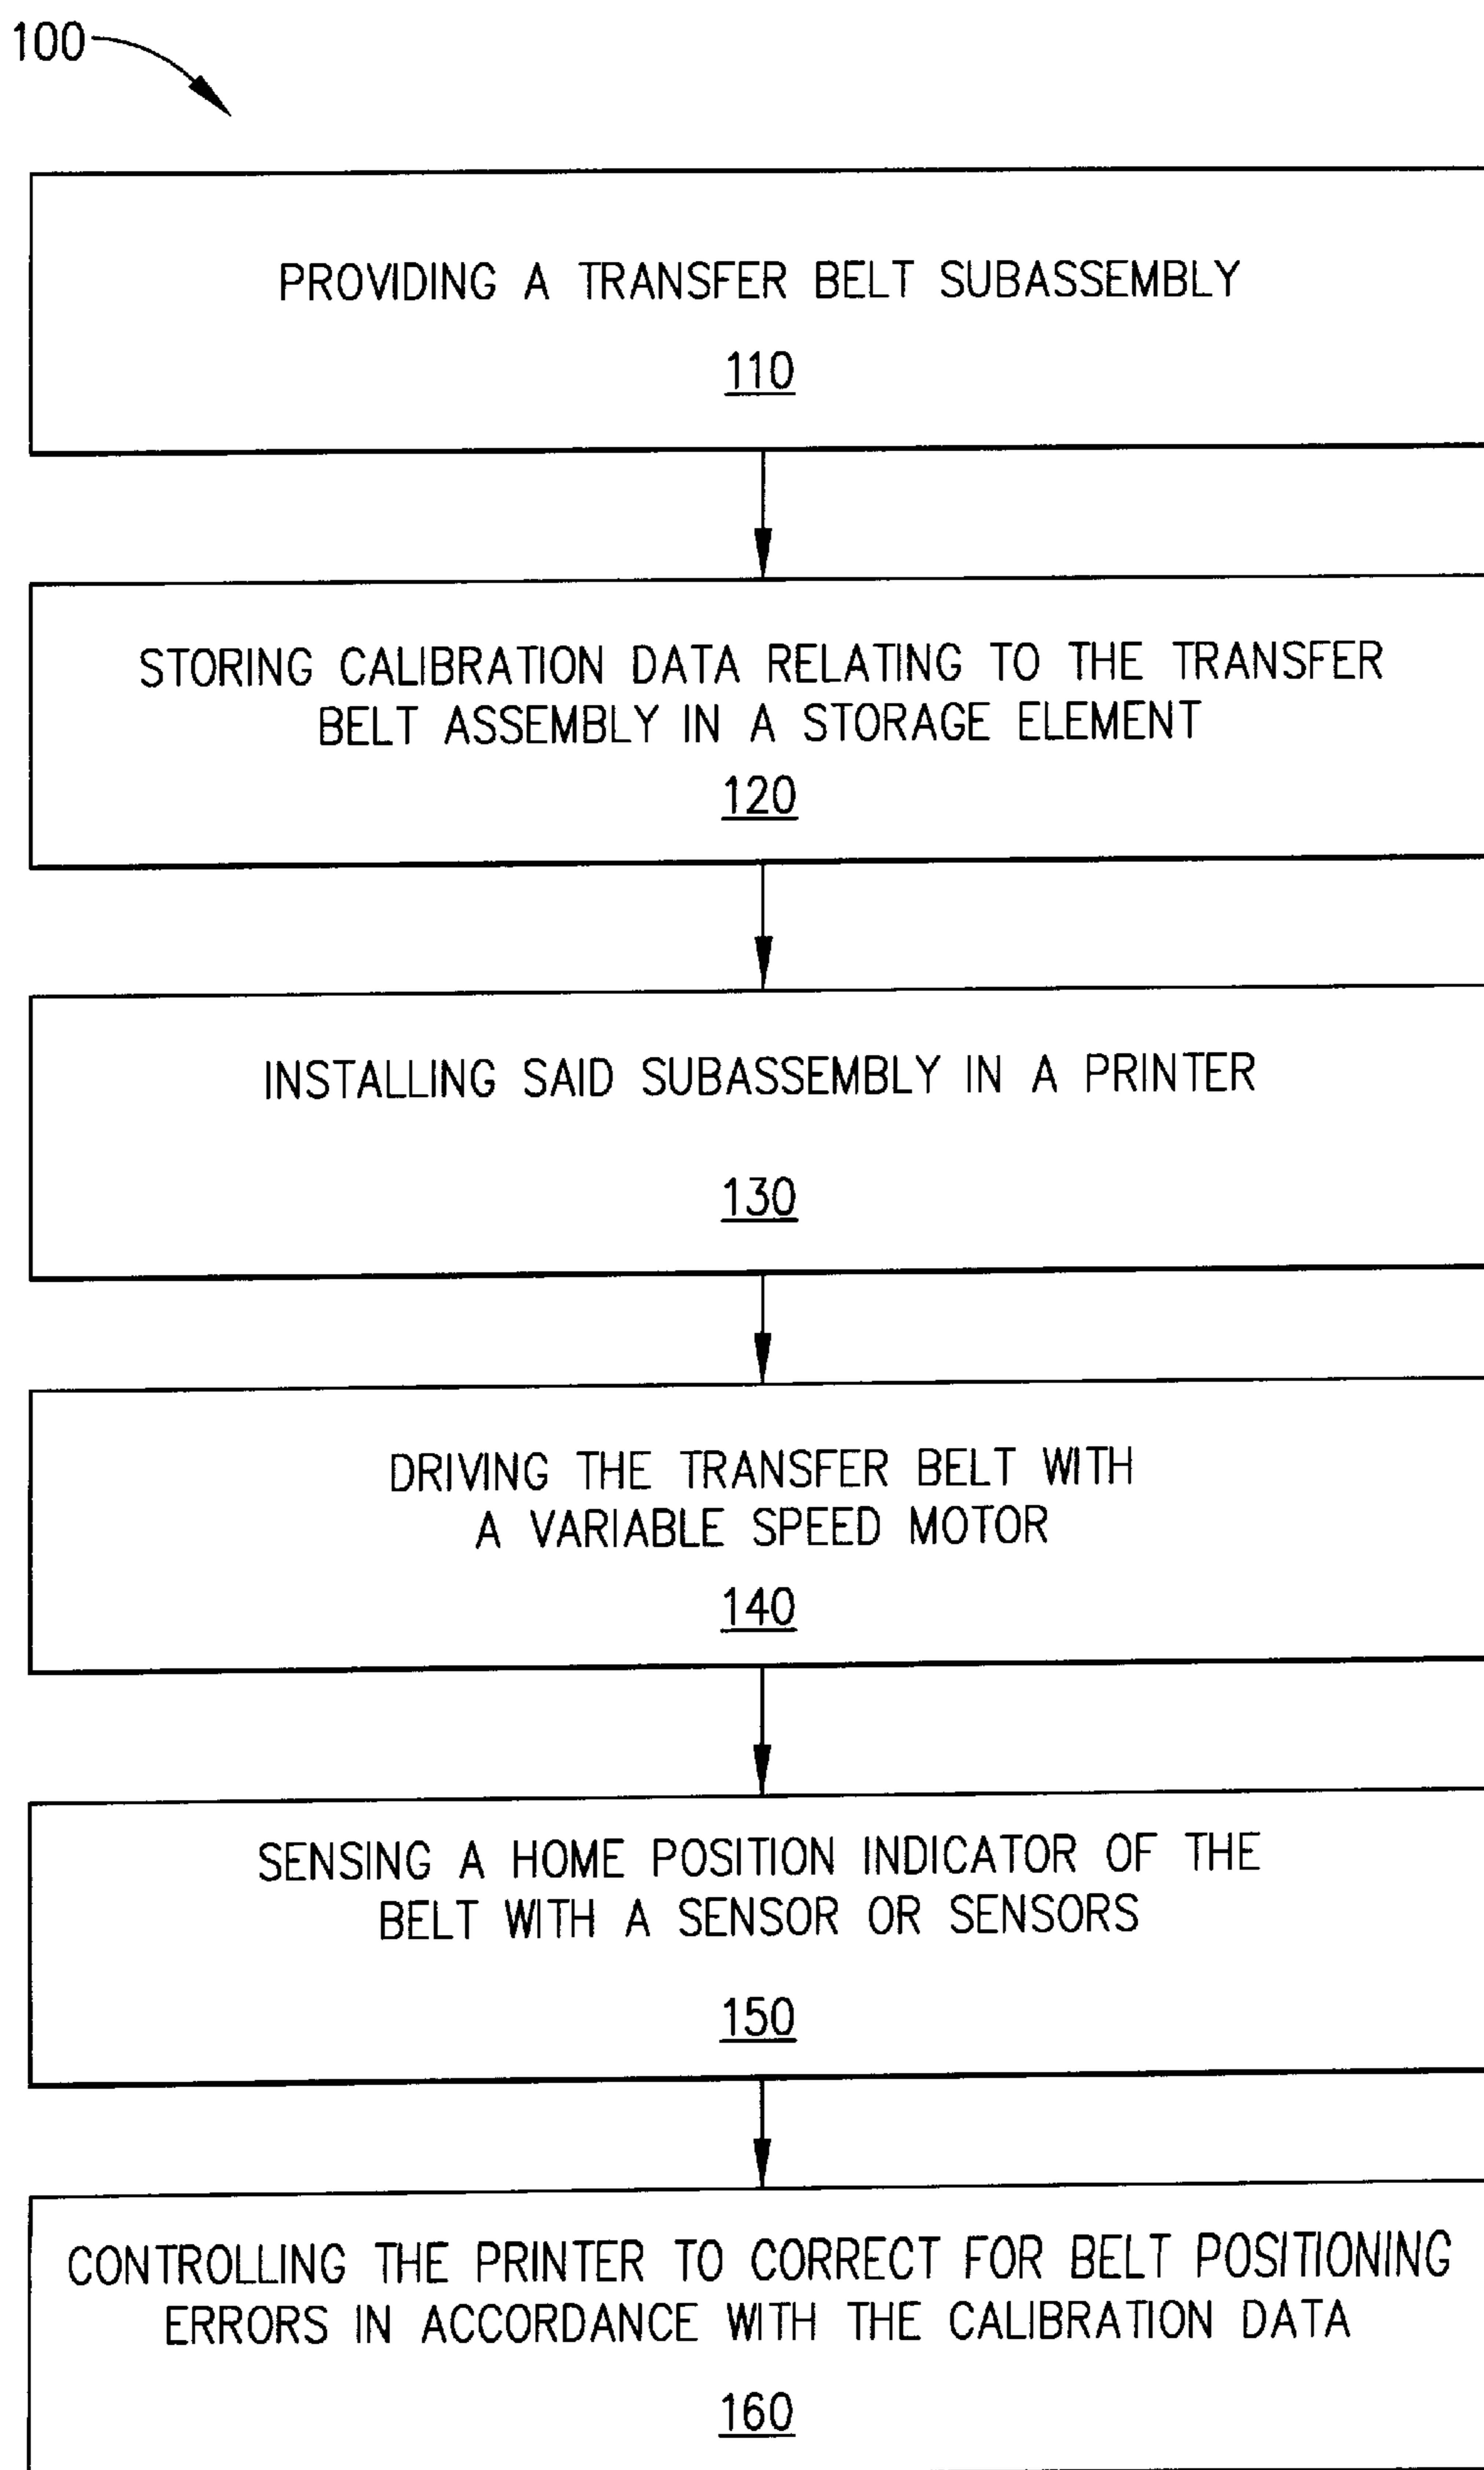 100
PROVIDING A TRANSFER BELT SUBASSEMBLY
110
STORING CALIBRATION DATA RELATING TO THE TRANSFER
BELT ASSEMBLY IN A STORAGE ELEMENT
120
INSTALLING SAID SUBASSEMBLY IN A PRINTER
130
DRIVING THE TRANSFER BELT WITH
A VARIABLE SPEED MOTOR
140
SENSING A HOME POSITION INDICATOR OF THE
BELT WITH A SENSOR OR SENSORS
150
CONTROLLING THE PRINTER TO CORRECT FOR BELT POSITIONING
ERRORS IN ACCORDANCE WITH THE CALIBRATION DATA
160